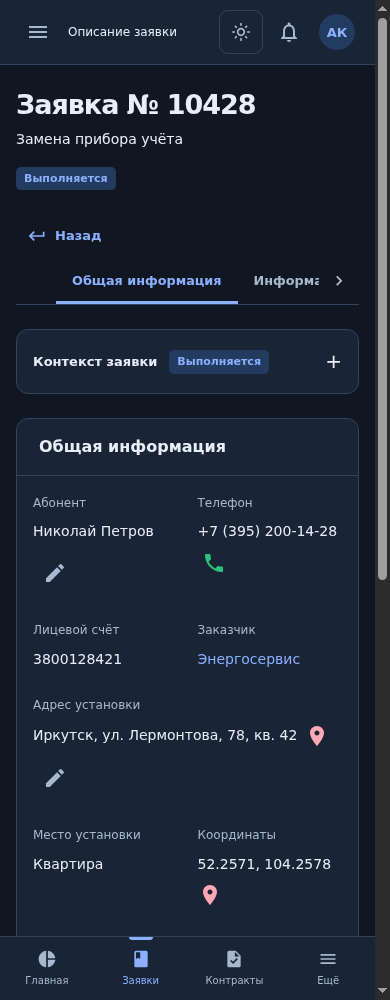 Описание заявки
АК
Заявка № 10428
Замена прибора учёта
Выполняется
Назад
Общая информация
Информа
Контекст заявки
Выполняется
Общая информация
Абонент
Телефон
Николай Петров
+7 (395) 200-14-28
Лицевой счёт
Заказчик
3800128421
Энергосервис
Адрес установки
Иркутск, ул. Лермонтова, 78, кв. 42
Место установки
Координаты
Квартира
52.2571, 104.2578
Главная
Заявки
Контракты
Ещё